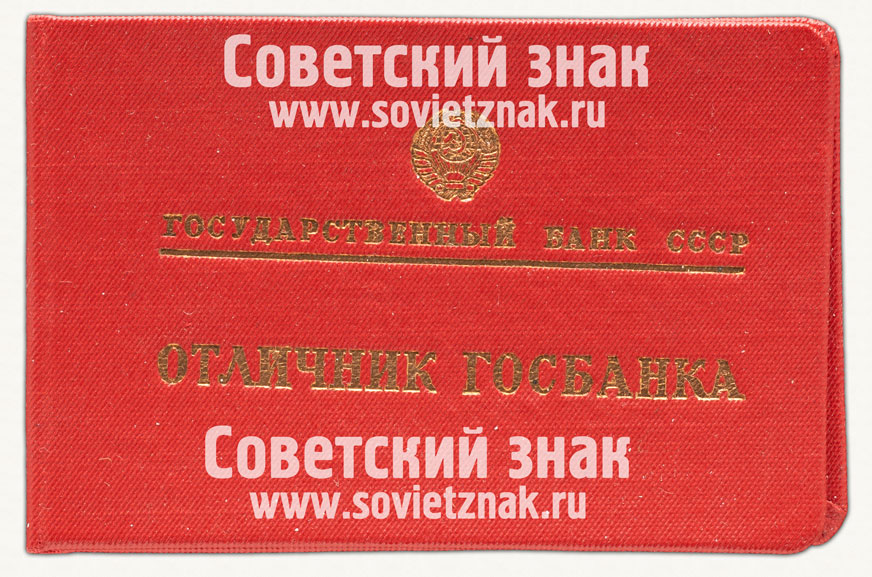 Советский знак
www.sovietznak.ru
ГОСУДАРСТВЕННЫЙ БАНК СССР
ОТЛИЧНИК ГОСБАНКА
Советский знак
www.sovietznak.ru